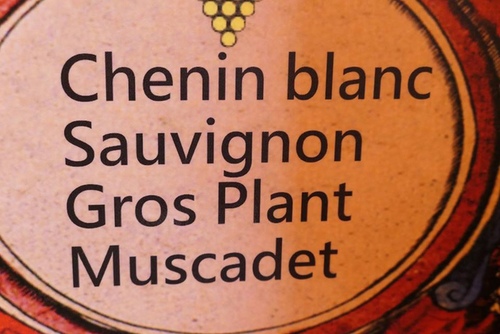 Chenin blanc
Sauvignon
Gros Plant
Muscadet